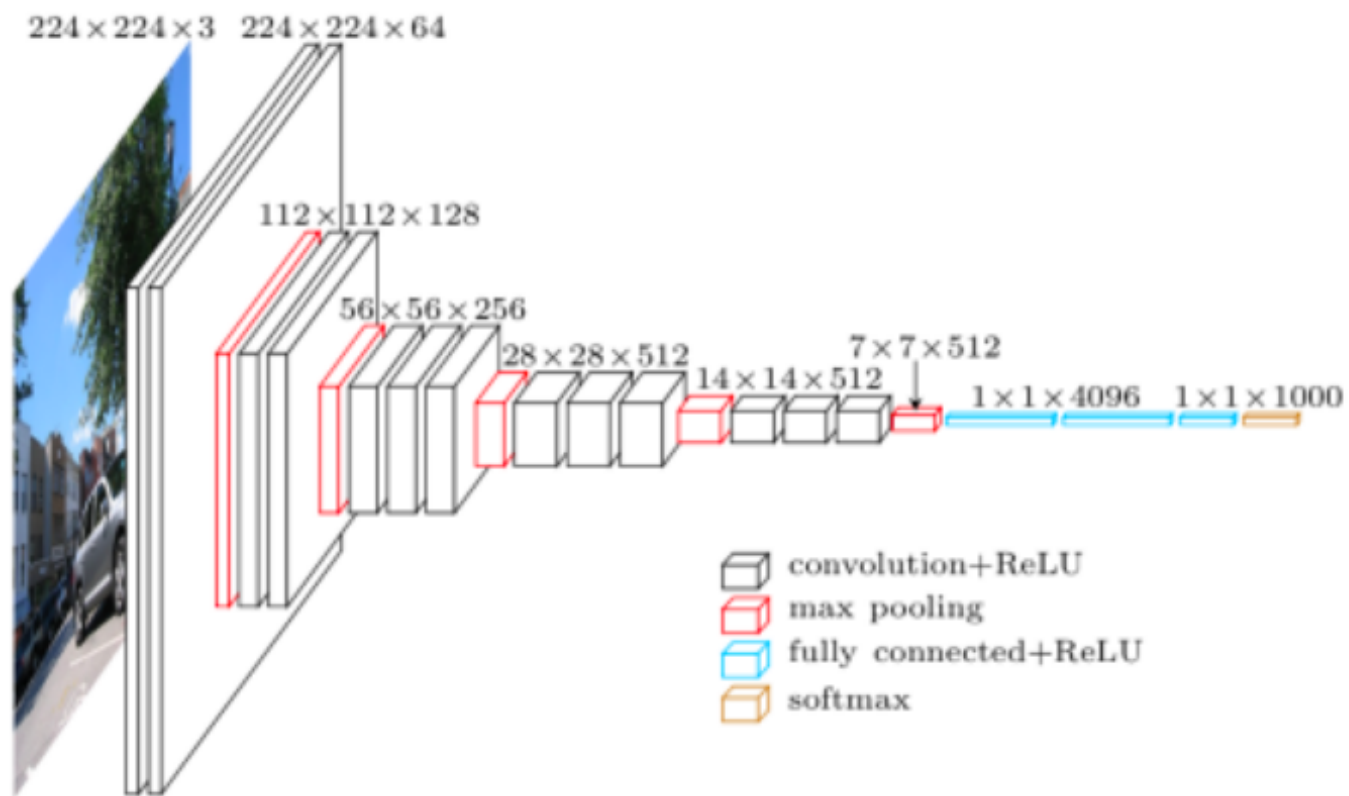 224×224×3
224×224×64
112×112×128
56×56×256
28×28×512
14×14×512
7×7×512
1×1×4096
1×1×1000
convolution+ReLU
max pooling
fully connected+ReLU
softmax